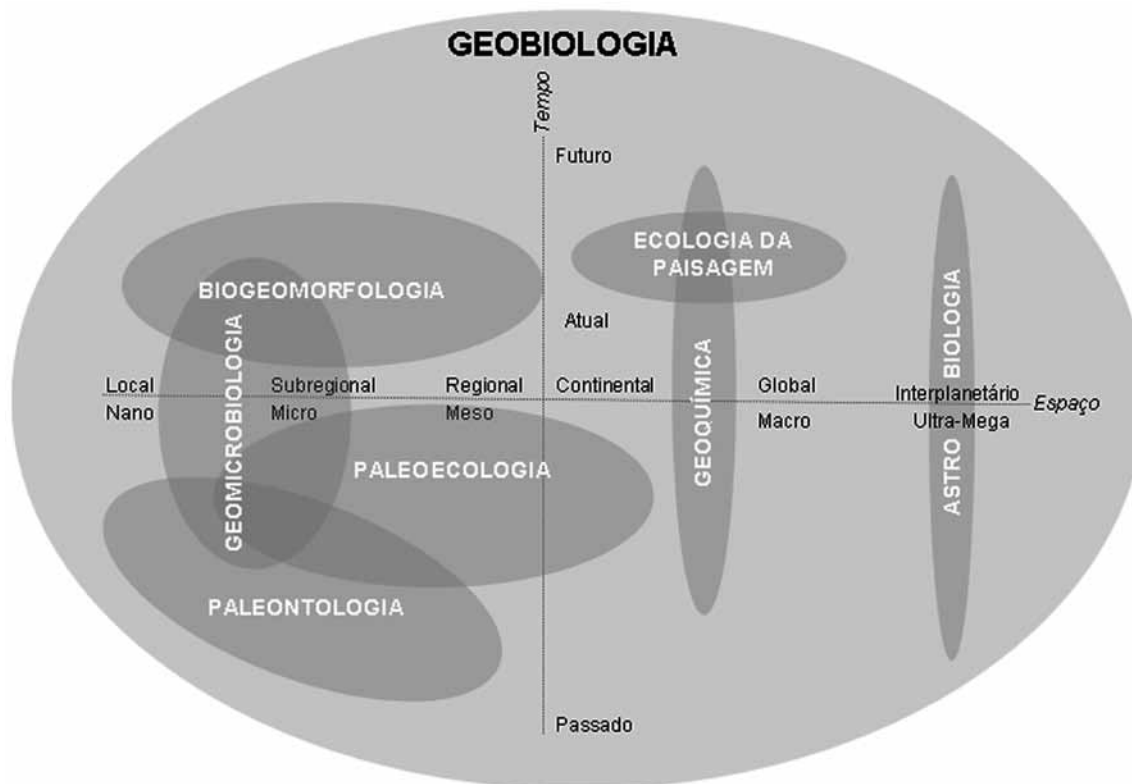 GEOBIOLOGIA
Tempo
Futuro
ECOLOGIA DA
PAISAGEM
BIOGEOMORFOLOGIA
Atual
Local
Subregional
Regional
Continental
Global
Interplanetário
Espaço
Nano
Micro
Meso
Macro
Ultra-Mega
GEOMICROBIOLOGIA
GEOQUÍMICA
ASTRO BIOLOGIA
PALEOECOLOGIA
PALEONTOLOGIA
Passado